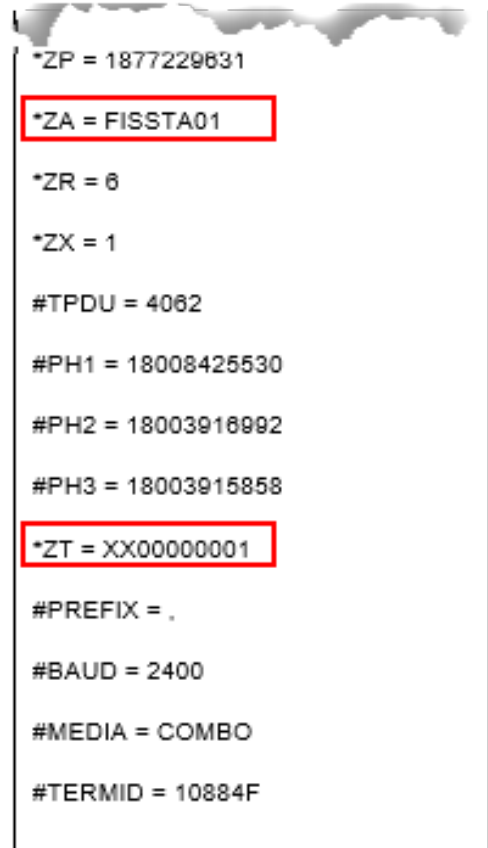 *ZP = 1877229631
*ZA = FISSTA01
*ZR = 6
*ZX = 1
#TPDU = 4062
#PH1 = 18008425530
#PH2 = 18003916992
#PH3 = 18003915858
*ZT = XX00000001
#PREFIX = ,
#BAUD = 2400
#MEDIA = COMBO
#TERMID = 10884F